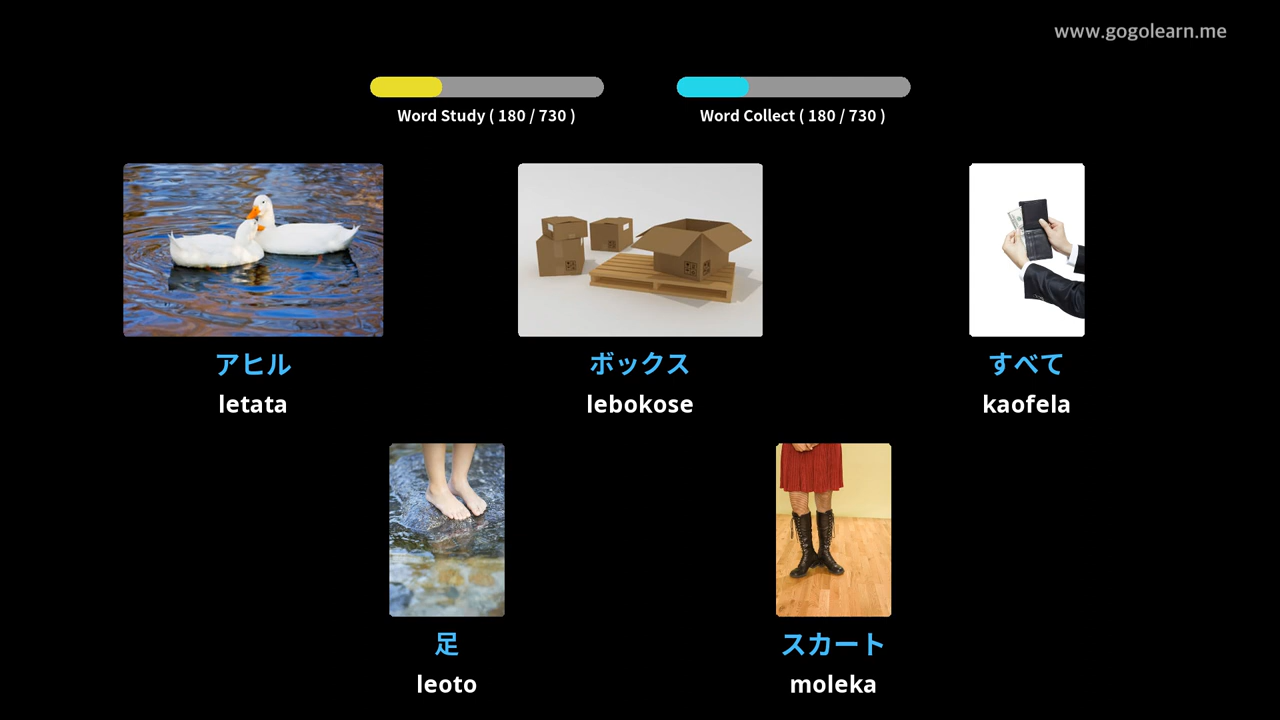 www.gogolearn.me
Word Study ( 180 / 730 )
Word Collect ( 180 / 730 )
アヒル
letata
ボックス
lebokose
すべて
kaofela
足
leoto
スカート
moleka